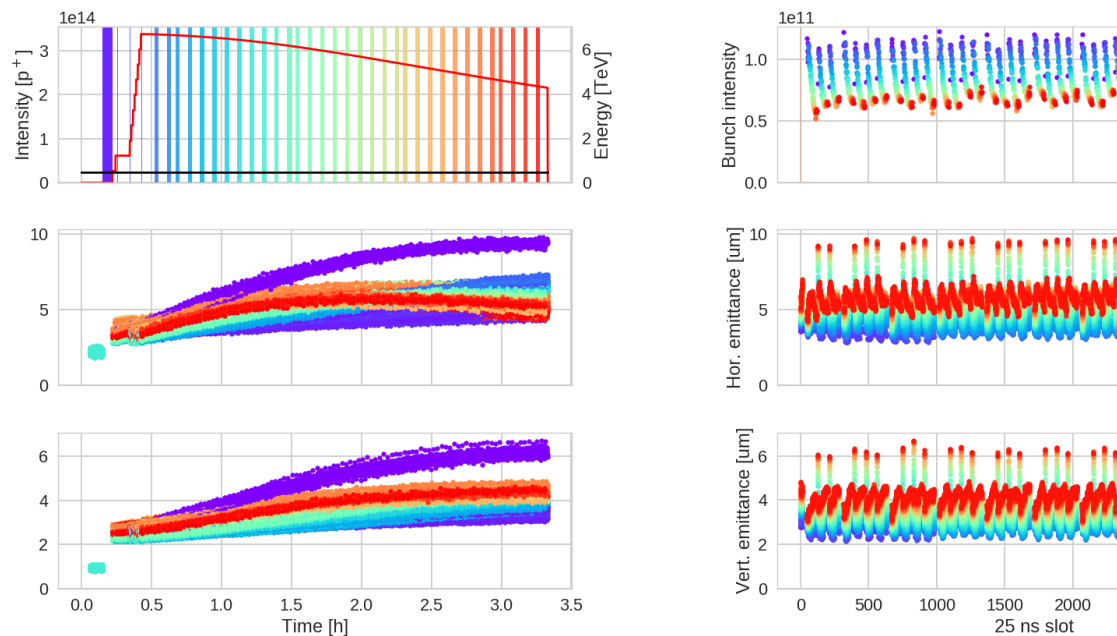 1e14
Intensity [p⁺]
3
2
1
0
6
4
2
0
Energy [TeV]
1e11
Bunch intensity
1.0
0.5
0.0
10
5
0
Hor. emittance [um]
10
5
0
6
4
2
0
0.0 0.5 1.0 1.5 2.0 2.5 3.0 3.5
Time [h]
Vert. emittance [um]
6
4
2
0
0 500 1000 1500 2000
25 ns slot